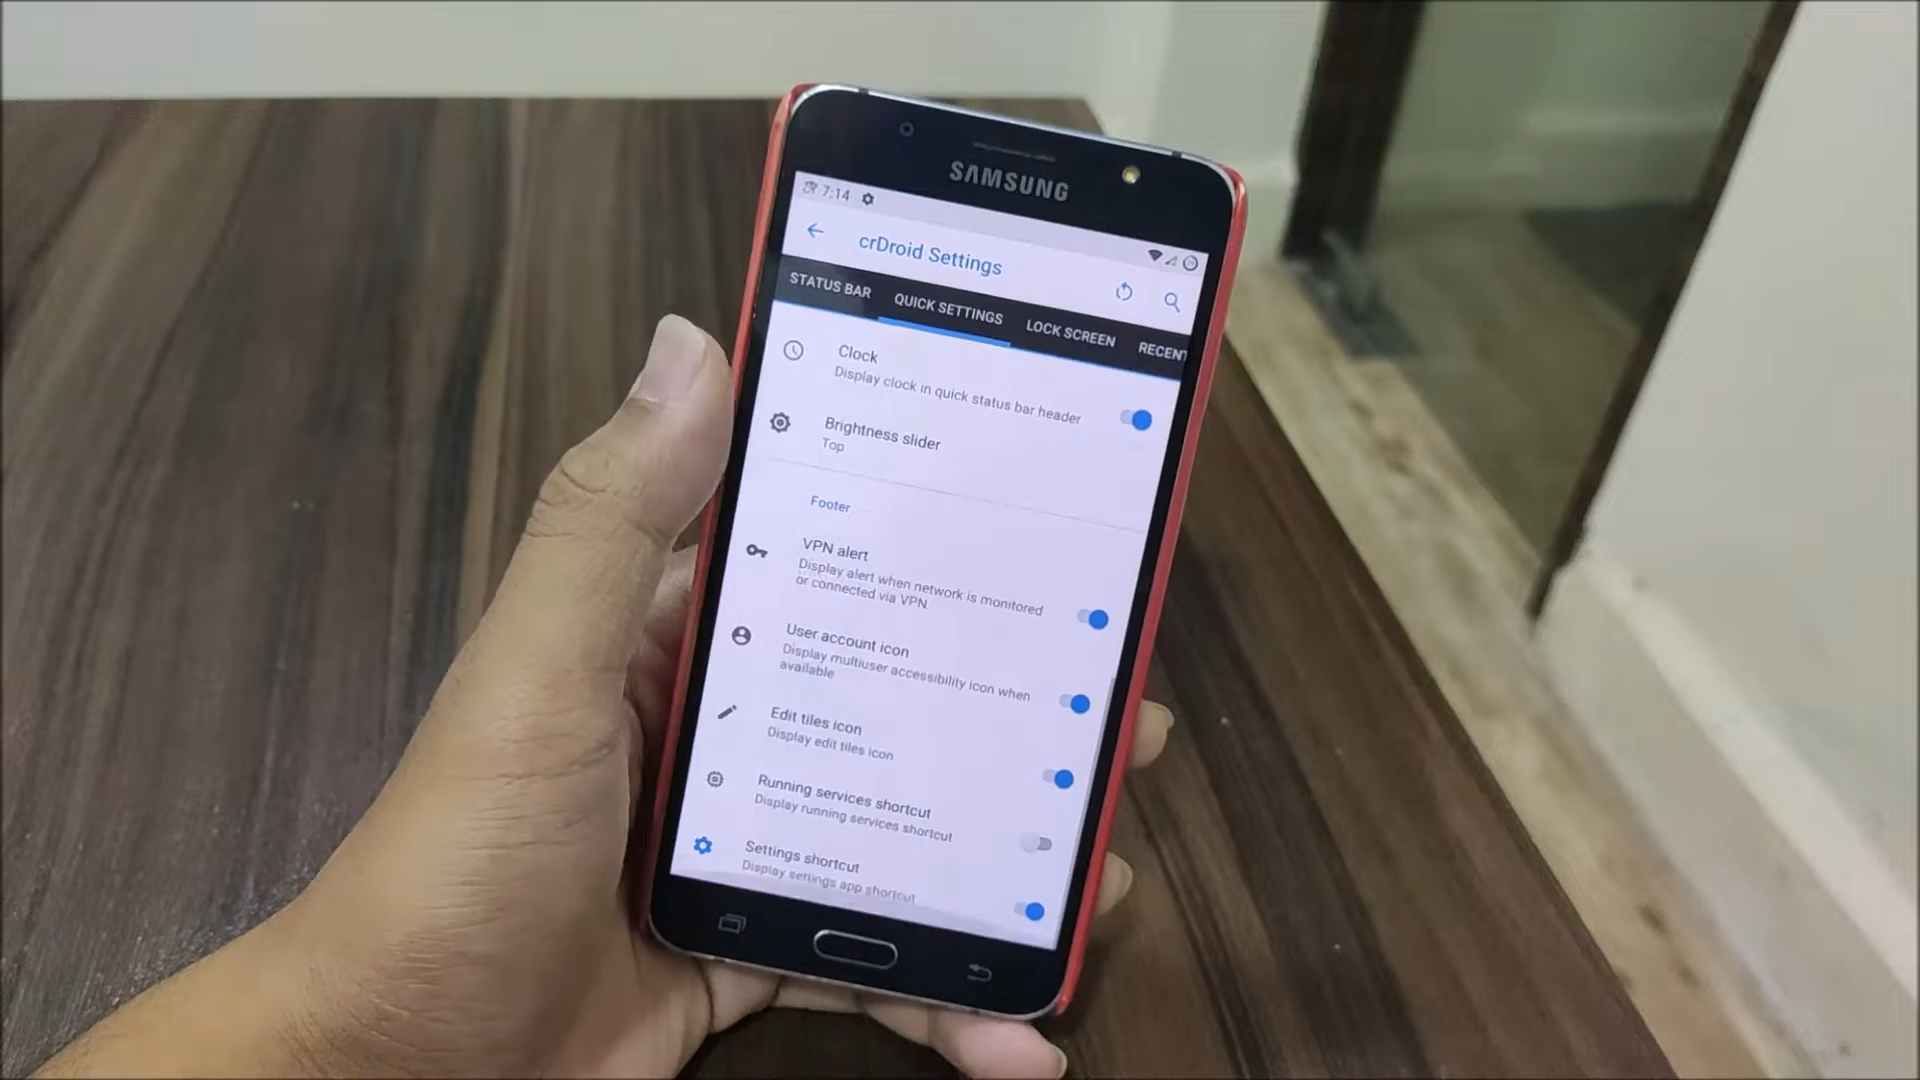 SAMSUNG
7:14
crDroid Settings
STATUS BAR QUICK SETTINGS LOCK SCREEN RECENT
Clock
Display clock in quick status bar header
Brightness slider
Top
Footer
VPN alert
Display alert when network is monitored
or connected via VPN
User account icon
Display multiuser accessibility icon when
available
Edit tiles icon
Display edit tiles icon
Running services shortcut
Display running services shortcut
Settings shortcut
Display settings app shortcut